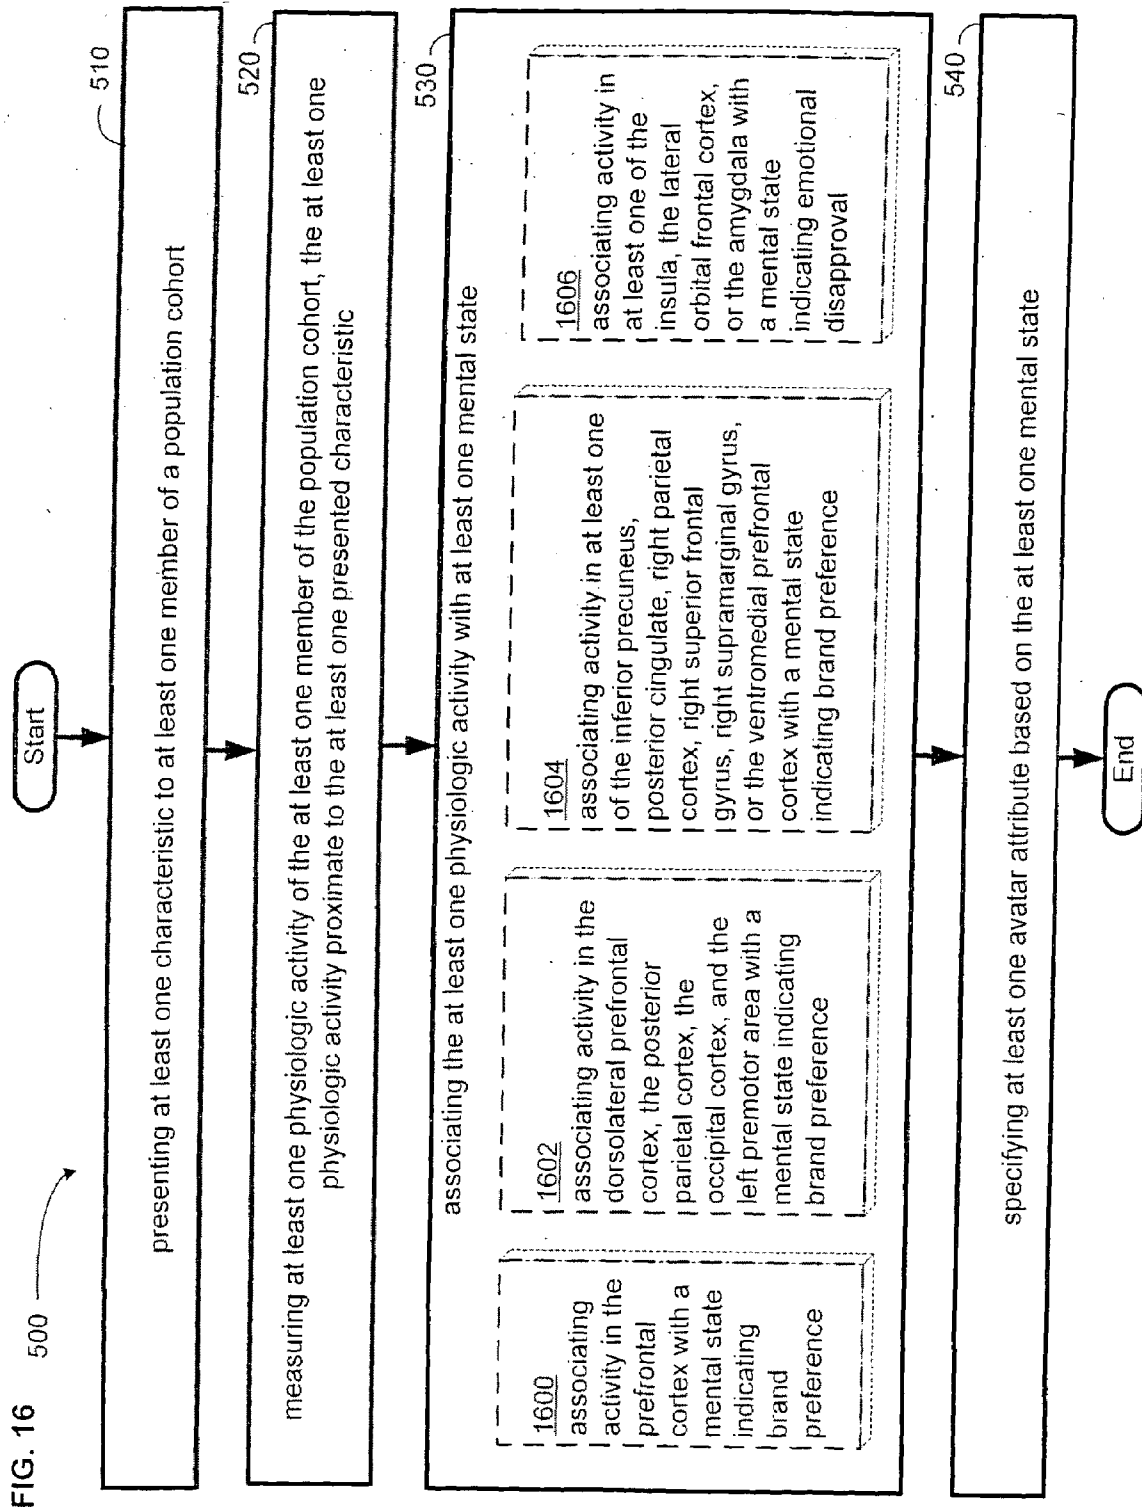 FIG. 16
500
Start
510
presenting at least one characteristic to at least one member of a population cohort
520
measuring at least one physiologic activity of the at least one member of the population cohort, the at least one
physiologic activity proximate to the at least one presented characteristic
530
associating the at least one physiologic activity with at least one mental state
1600
associating
activity in the
prefrontal
cortex with a
mental state
indicating
brand
preference
1602
associating activity in the
dorsolateral prefrontal
cortex, the posterior
parietal cortex, the
occipital cortex, and the
left premotor area with a
mental state indicating
brand preference
1604
associating activity in at least one
of the inferior precuneus,
posterior cingulate, right parietal
cortex, right superior frontal
gyrus, right supramarginal gyrus,
or the ventromedial prefrontal
cortex with a mental state
indicating brand preference
1606
associating activity in
at least one of the
insula, the lateral
orbital frontal cortex,
or the amygdala with
a mental state
indicating emotional
disapproval
540
specifying at least one avatar attribute based on the at least one mental state
End